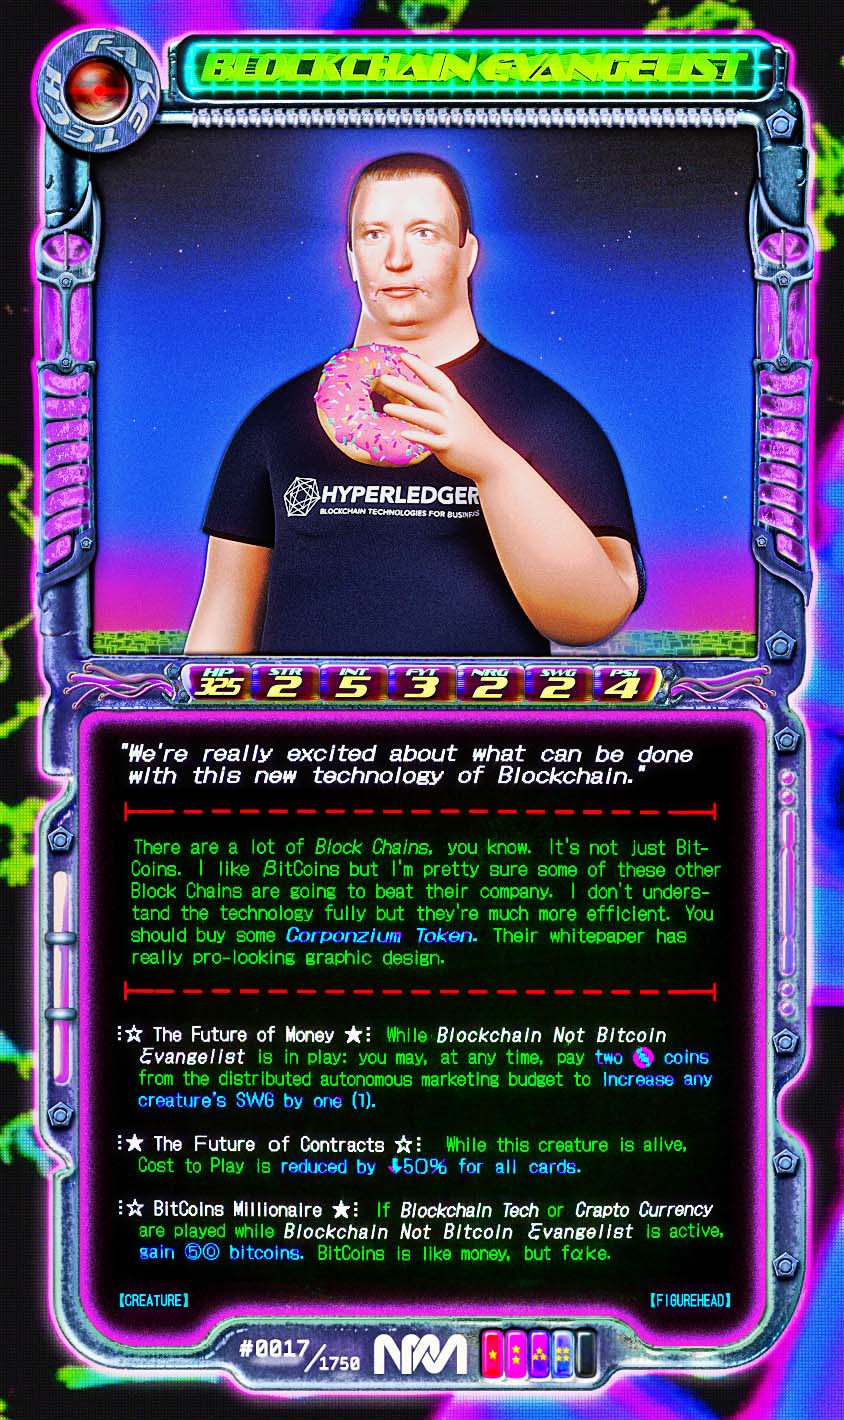 FAKE TECH
BLOCKCHAIN EVANGELIST
HYPERLEDGER
BLOCKCHAIN TECHNOLOGIES FOR BUSINESS
HP STR INT FYT NRG SWG PSI
325 2 5 3 2 2 4
"We're really excited about what can be done
with this new technology of Blockchain."
There are a lot of Block Chains, you know. It's not just Bit-
Coins. I like βitCoins but I'm pretty sure some of these other
Block Chains are going to beat their company. I don't unders-
tand the technology fully but they're much more efficient. You
should buy some Corponzium Token. Their whitepaper has
really pro-looking graphic design.
⁝☆ The Future of Money ★⁝ While Blockchain Not Bitcoin
Evangelist is in play: you may, at any time, pay two coins
from the distributed autonomous marketing budget to Increase any
creature's SWG by one (1).
⁝★ The Future of Contracts ☆⁝ While this creature is alive,
Cost to Play is reduced by ⬇50% for all cards.
⁝☆ BitCoins Millionaire ★⁝ If Blockchain Tech or Crapto Currency
are played while Blockchain Not Bitcoin Evangelist is active,
gain ⑤⓪ bitcoins. BitCoins is like money, but fαke.
【CREATURE】 【FIGUREHEAD】
#0017/1750 NPM